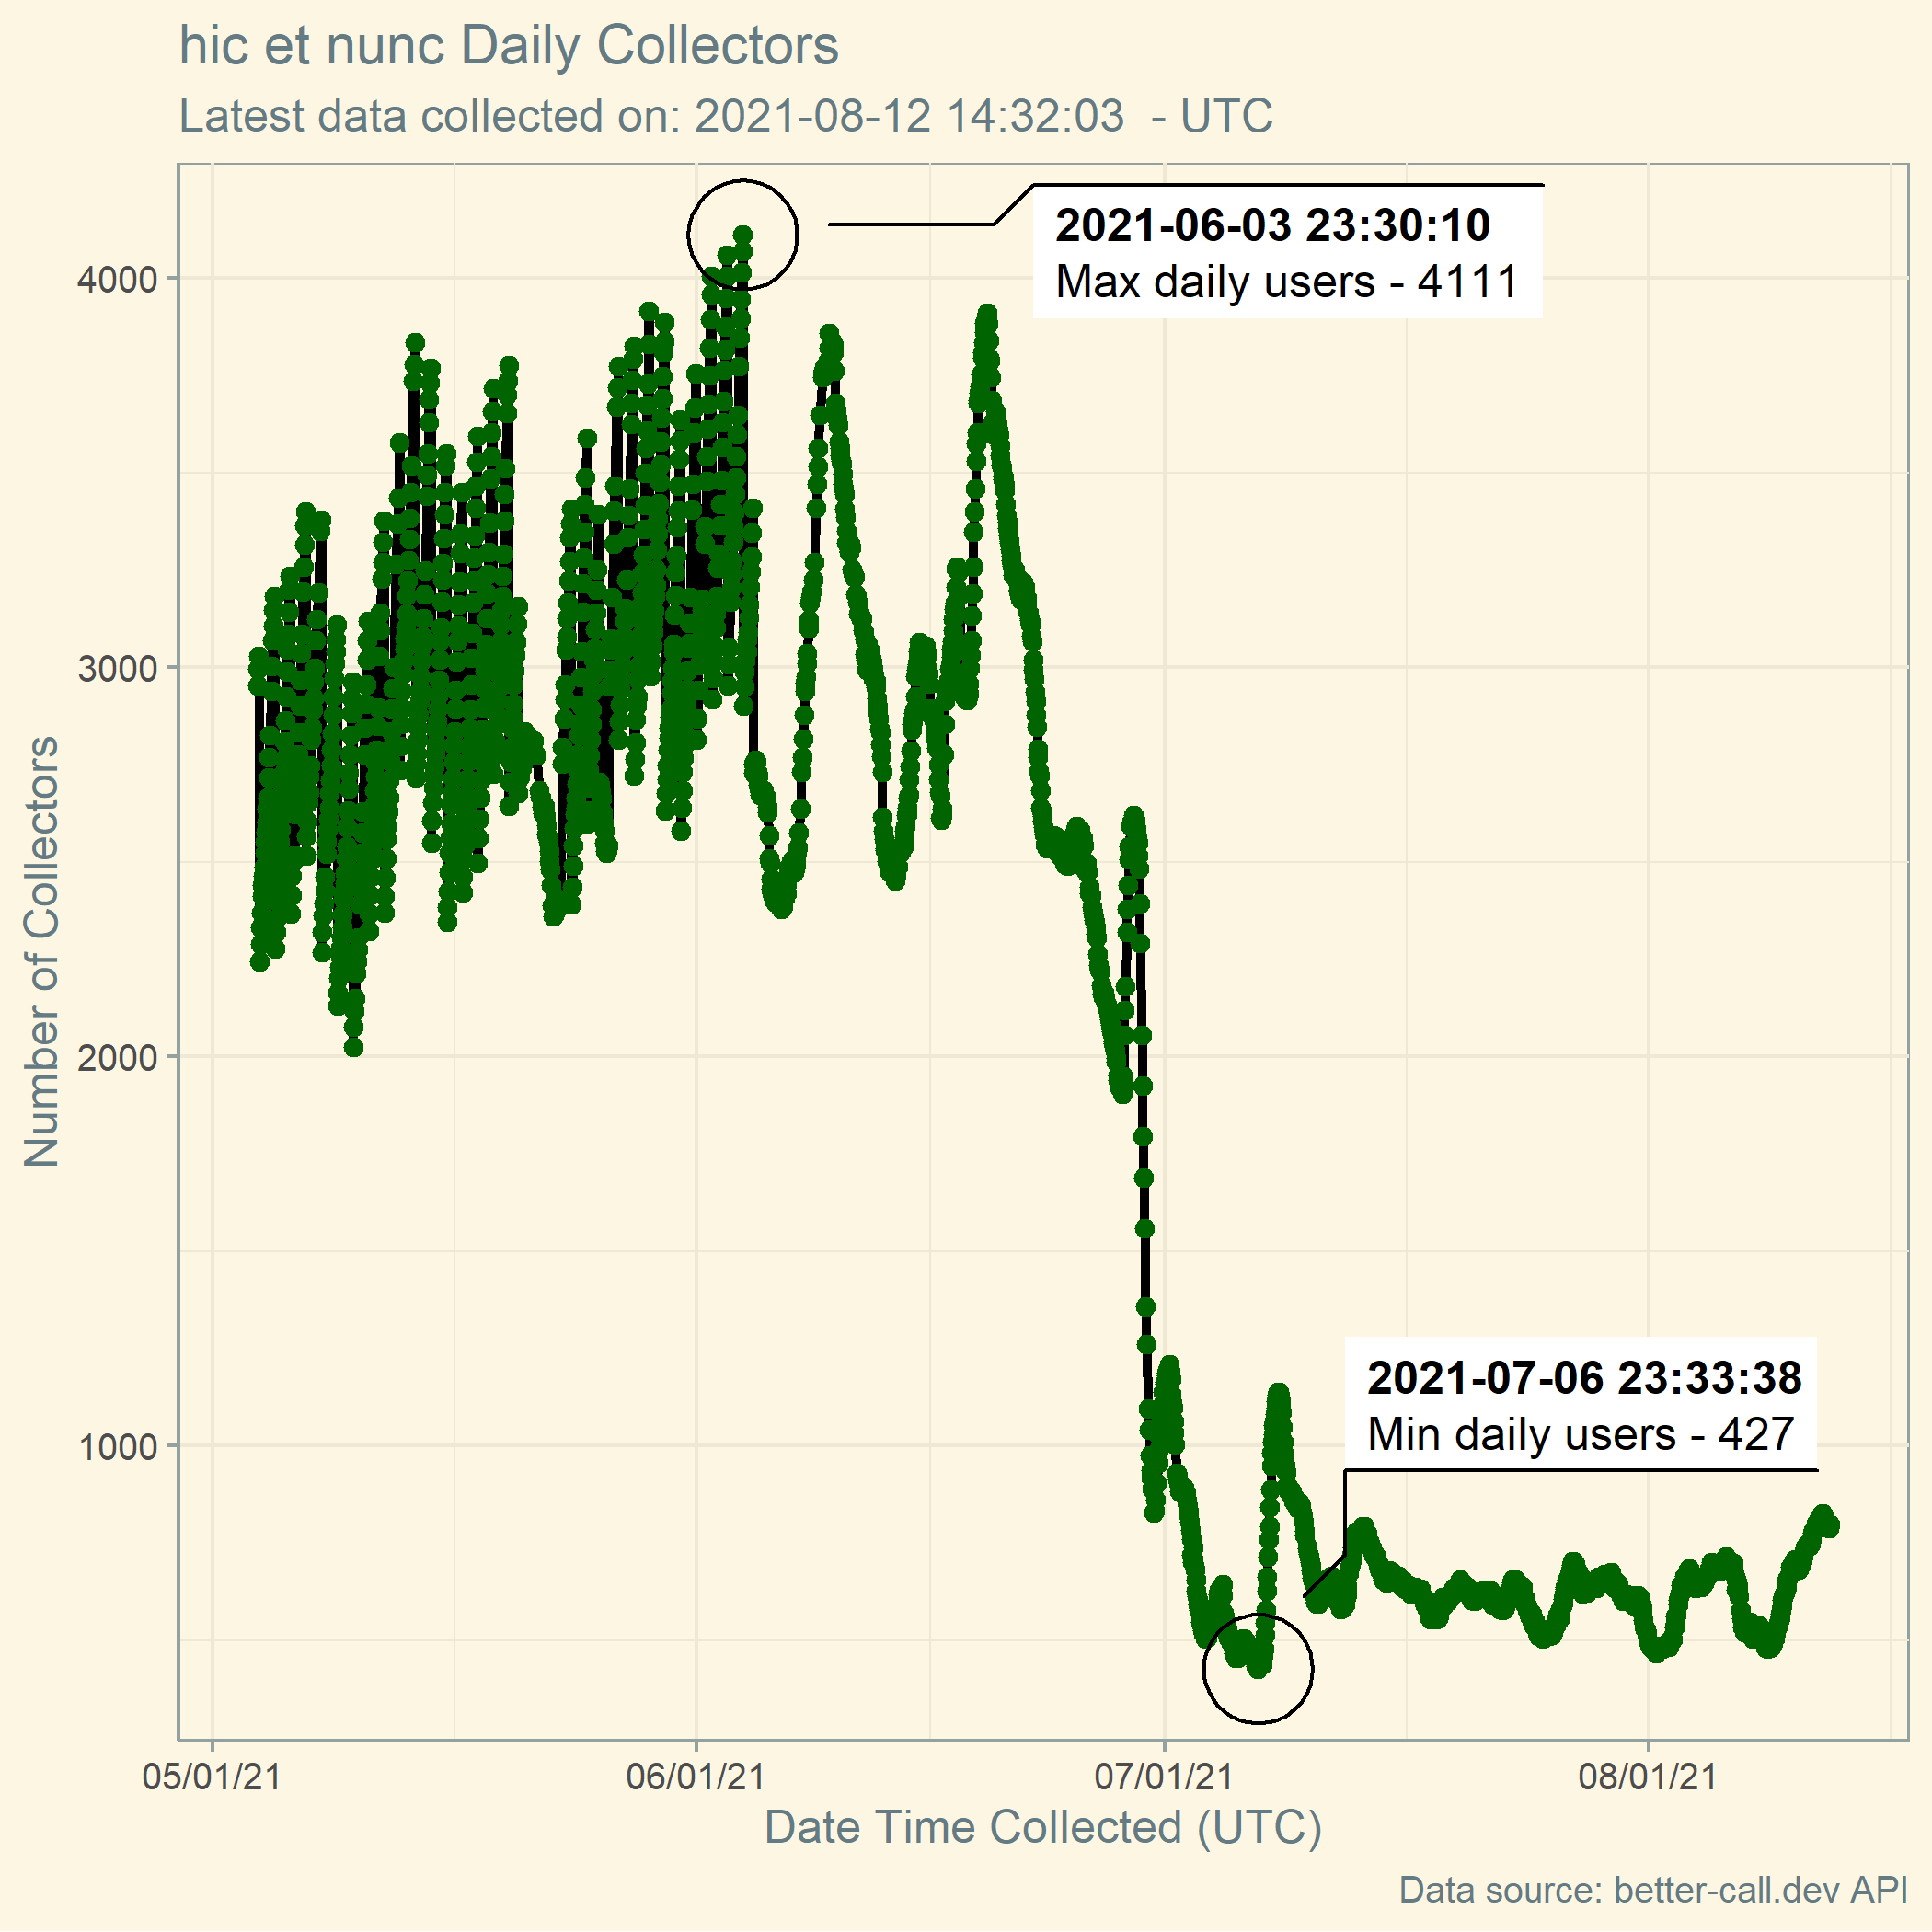 hic et nunc Daily Collectors
Latest data collected on: 2021-08-12 14:32:03  - UTC
2021-06-03 23:30:10
Max daily users - 4111
4000
3000
2000
1000
Number of Collectors
2021-07-06 23:33:38
Min daily users - 427
05/01/21 06/01/21 07/01/21 08/01/21
Date Time Collected (UTC)
Data source: better-call.dev API